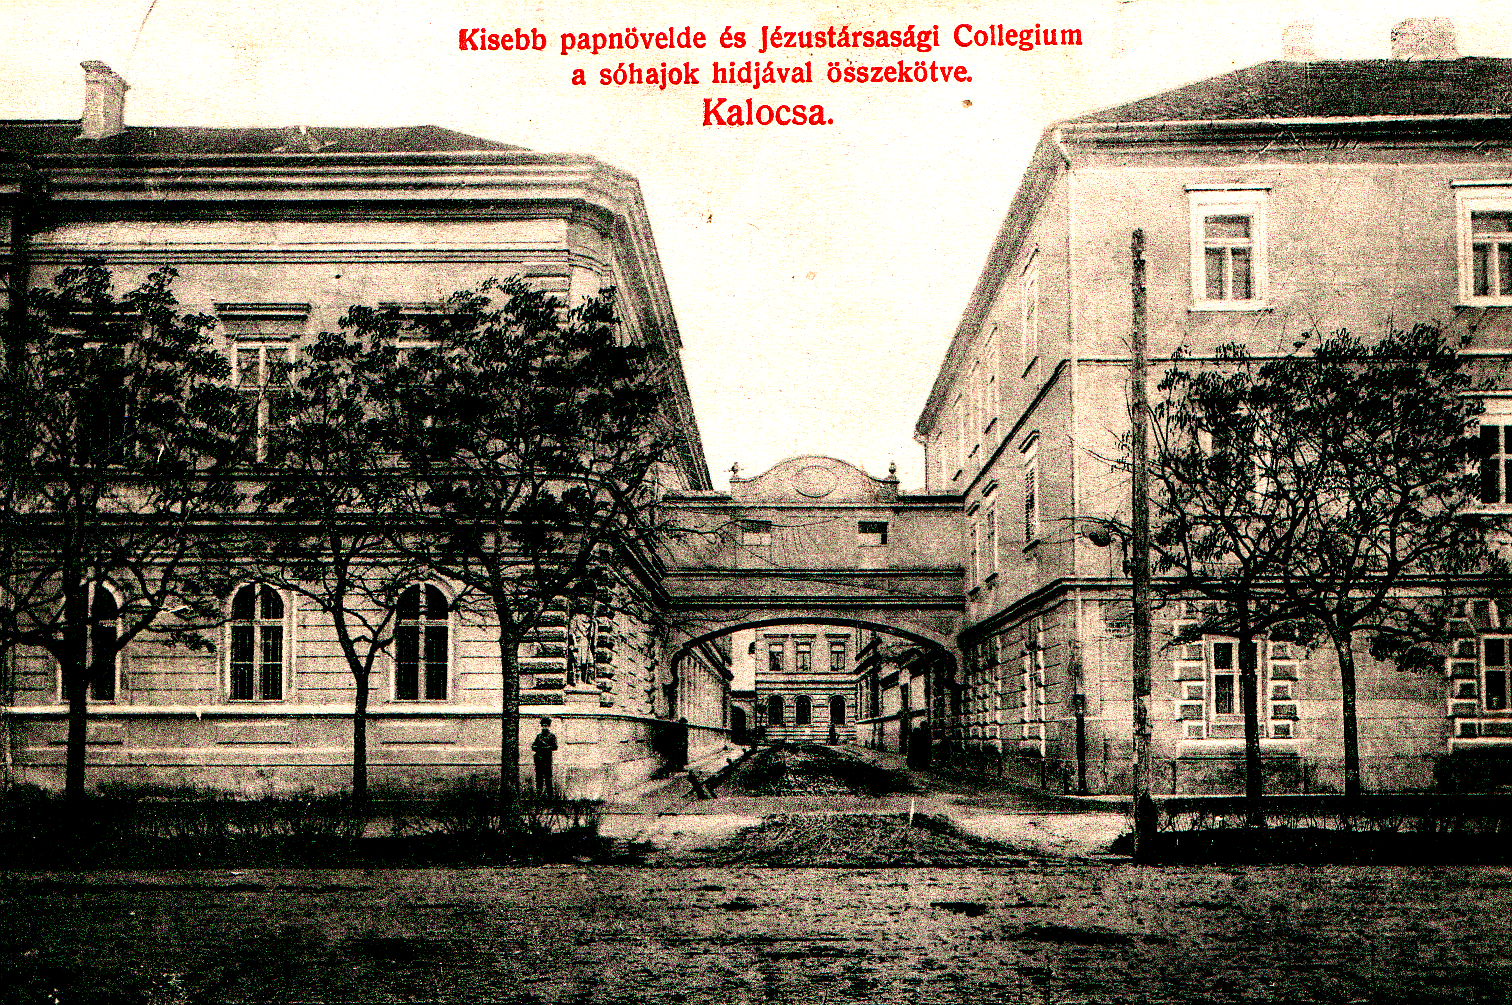 Kisebb papnövelde és Jézustársasági Collegium
a sóhajok hidjával összekötve.
Kalocsa.